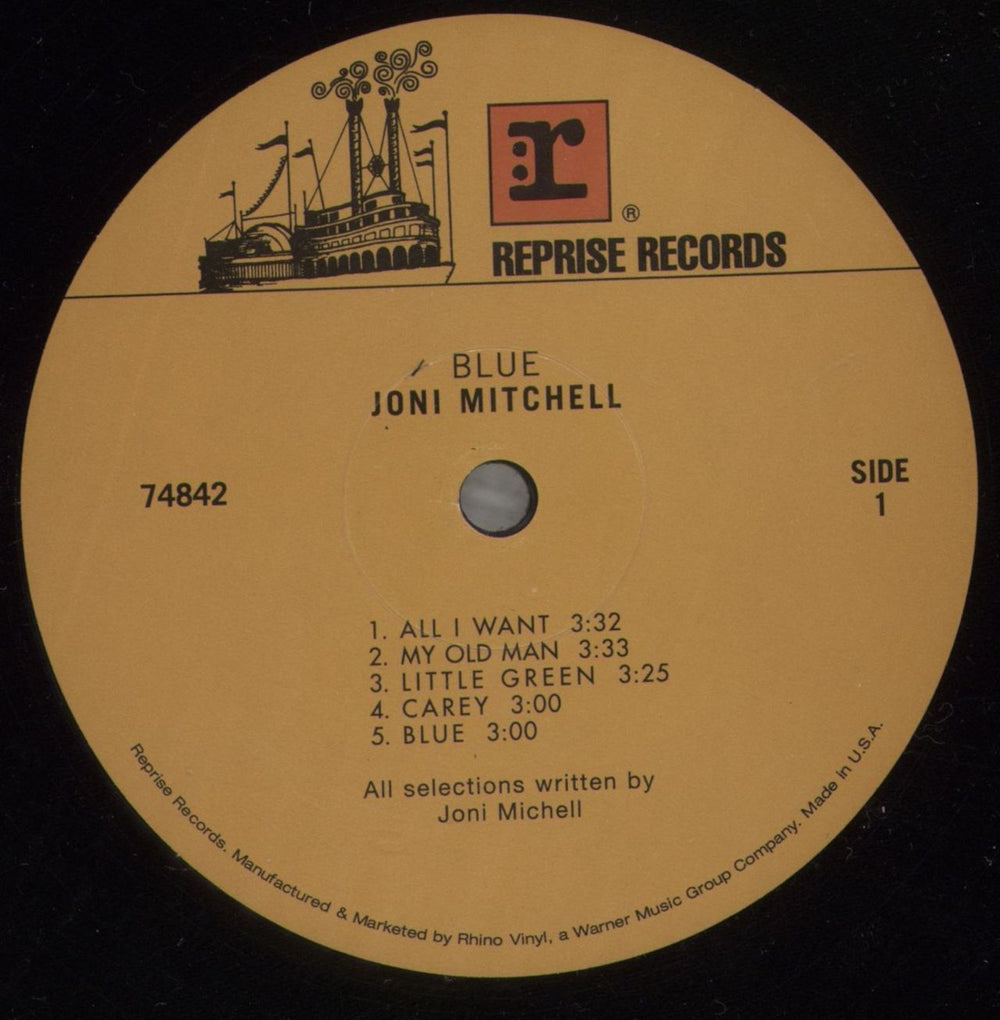 r
®
REPRISE RECORDS
BLUE
JONI MITCHELL
74842
SIDE
1
1. ALL I WANT 3:32
2. MY OLD MAN 3:33
3. LITTLE GREEN 3:25
4. CAREY 3:00
5. BLUE 3:00
All selections written by
Joni Michell
Reprise Records. Manufactured & Marketed by Rhino Vinyl, a Warner Music Group Company. Made in U.S.A.